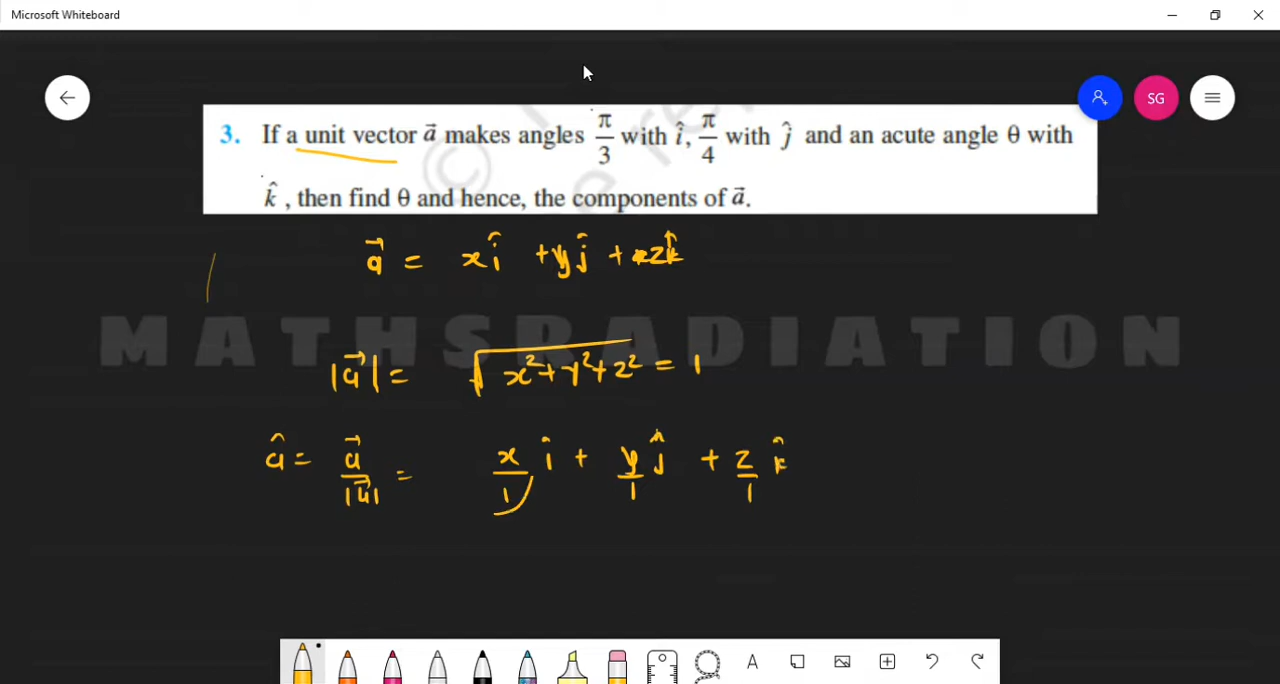 Microsoft Whiteboard
SG
3. If a unit vector a⃗ makes angles π/3 with î, π/4 with ĵ and an acute angle θ with
k̂ , then find θ and hence, the components of a⃗.
a⃗ = xî + yĵ + zk̂
MATHSRADIATION
|a⃗| = √(x²+y²+z²) = 1
â = a⃗/|a⃗| = x/1 î + y/1 ĵ + z/1 k̂
A